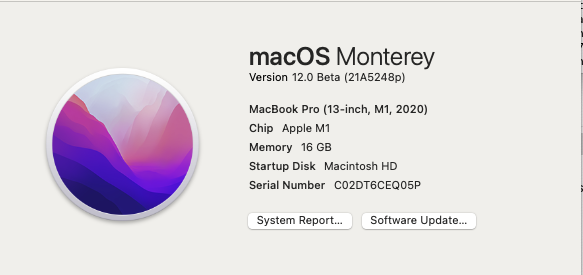 macOS Monterey
Version 12.0 Beta (21A5248p)
MacBook Pro (13-inch, M1, 2020)
Chip Apple M1
Memory 16 GB
Startup Disk Macintosh HD
Serial Number C02DT6CEQ05P
System Report... Software Update...